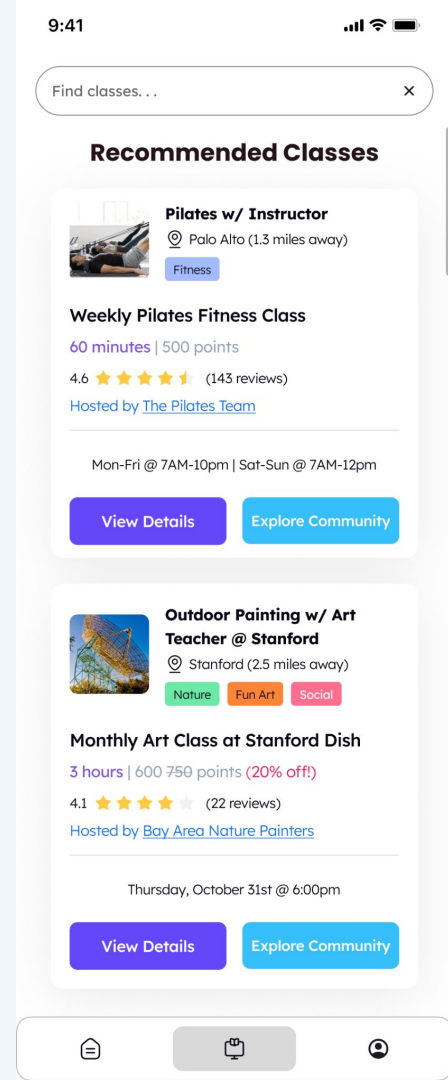 9:41
Find classes. . .
Recommended Classes
Pilates w/ Instructor
Palo Alto (1.3 miles away)
Fitness
Weekly Pilates Fitness Class
60 minutes | 500 points
4.6 (143 reviews)
Hosted by The Pilates Team
Mon-Fri @ 7AM-10pm | Sat-Sun @ 7AM-12pm
View Details Explore Community
Outdoor Painting w/ Art
Teacher @ Stanford
Stanford (2.5 miles away)
Nature Fun Art Social
Monthly Art Class at Stanford Dish
3 hours | 600 750 points (20% off!)
4.1 (22 reviews)
Hosted by Bay Area Nature Painters
Thursday, October 31st @ 6:00pm
View Details Explore Community